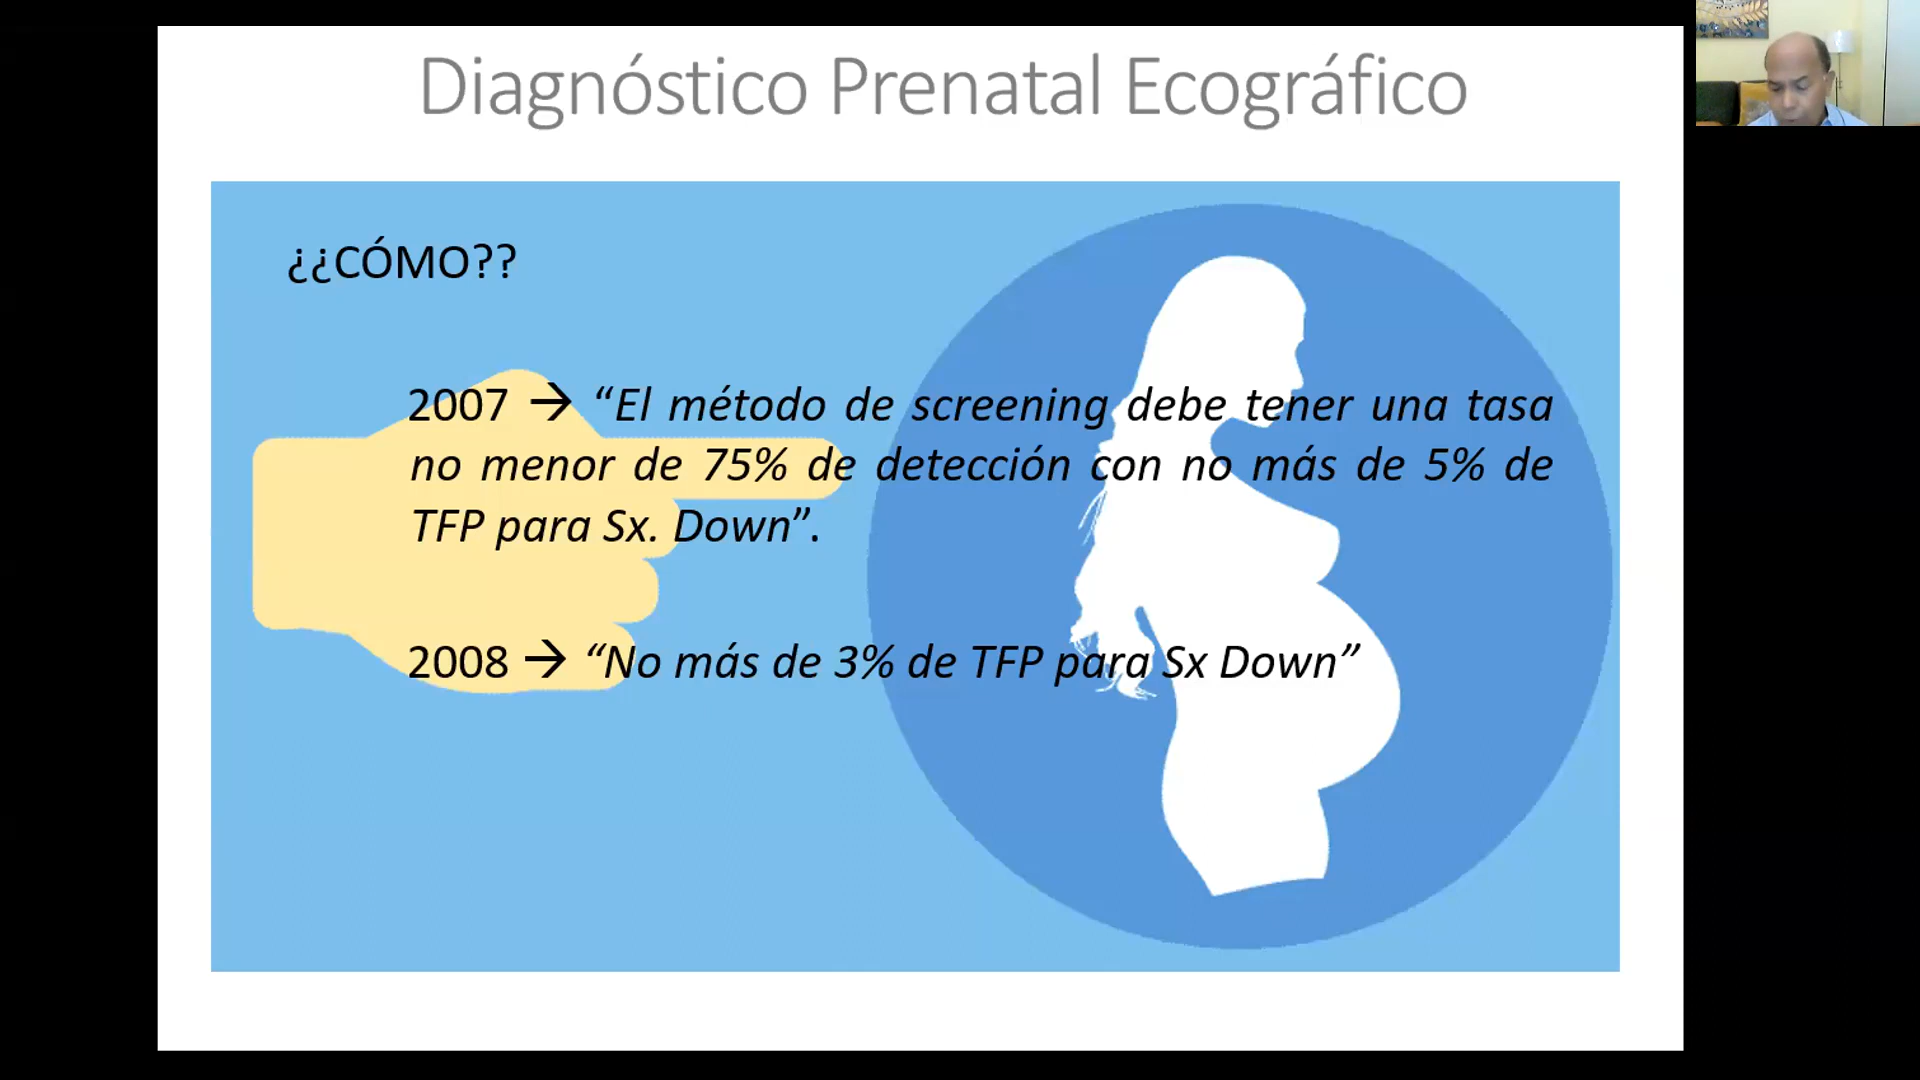 Diagnóstico Prenatal Ecográfico
¿¿CÓMO??
2007 → “El método de screening debe tener una tasa
no menor de 75% de detección con no más de 5% de
TFP para Sx. Down”.
2008 → “No más de 3% de TFP para Sx Down”